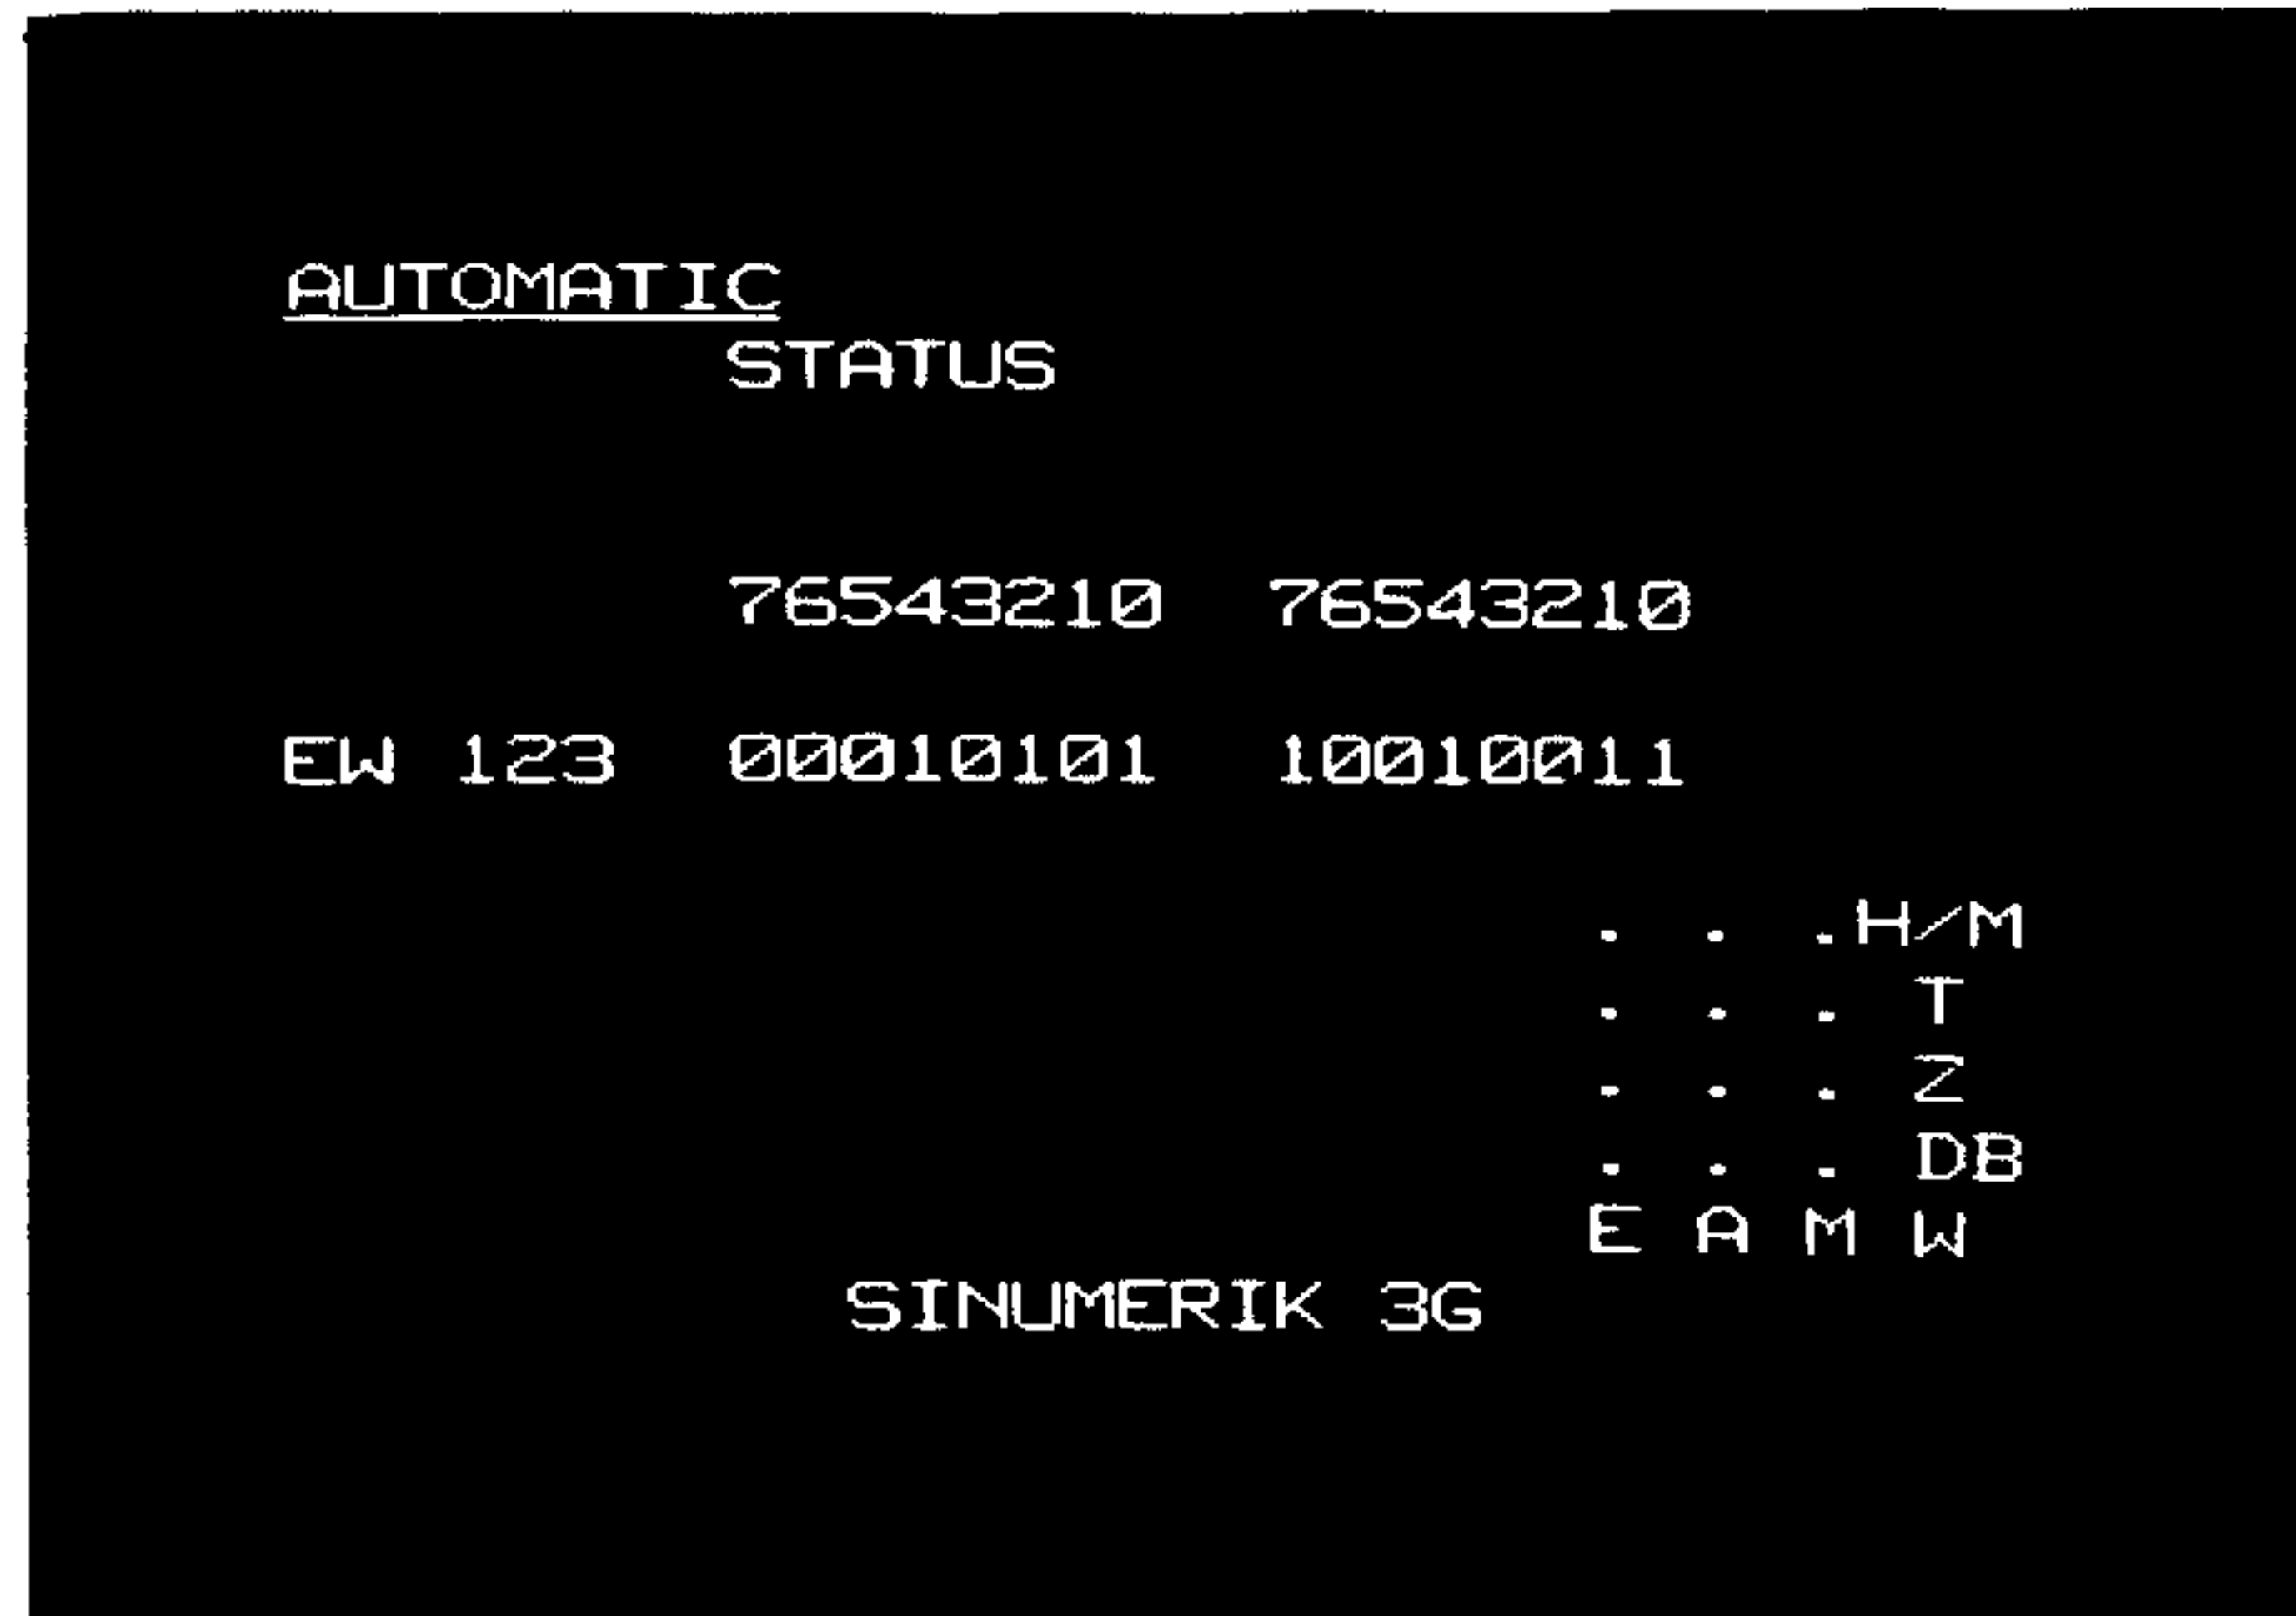 AUTOMATIC
STATUS
76543210 76543210
EW 123 00010101 10010011
. . . H/M
. . . T
. . . Z
. . . DB
E A M W
SINUMERIK 3G